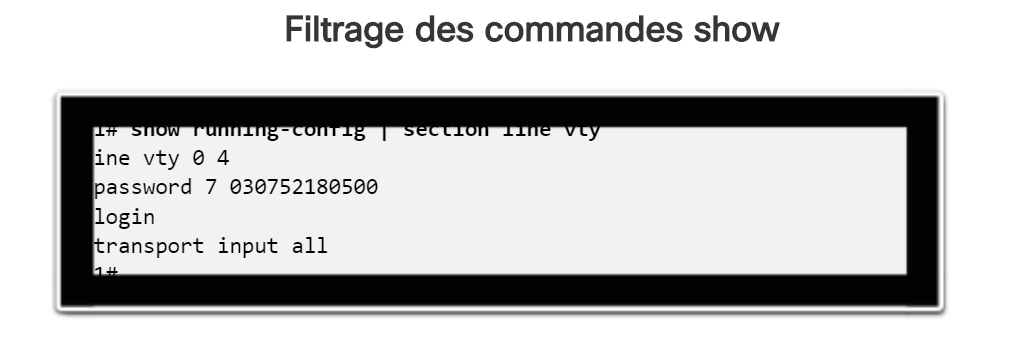 Filtrage des commandes show
1# show running-config | section line vty
ine vty 0 4
password 7 030752180500
login
transport input all
1#